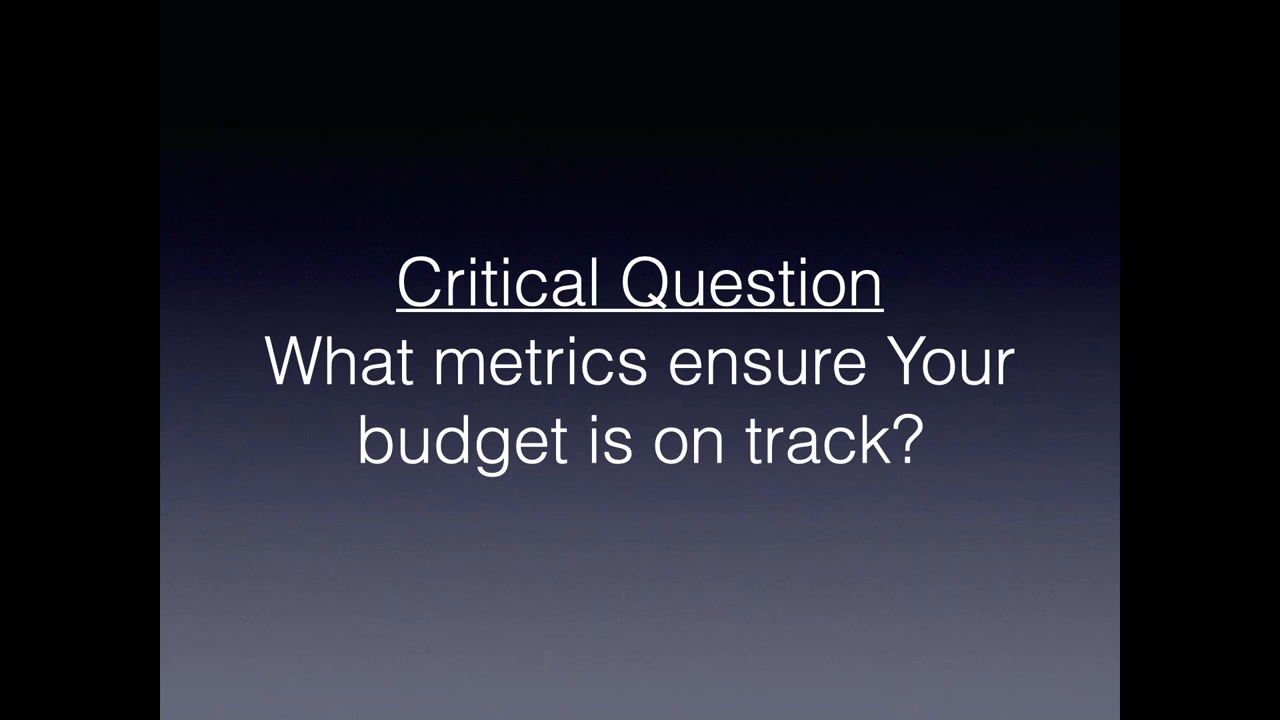 Critical Question
What metrics ensure Your
budget is on track?